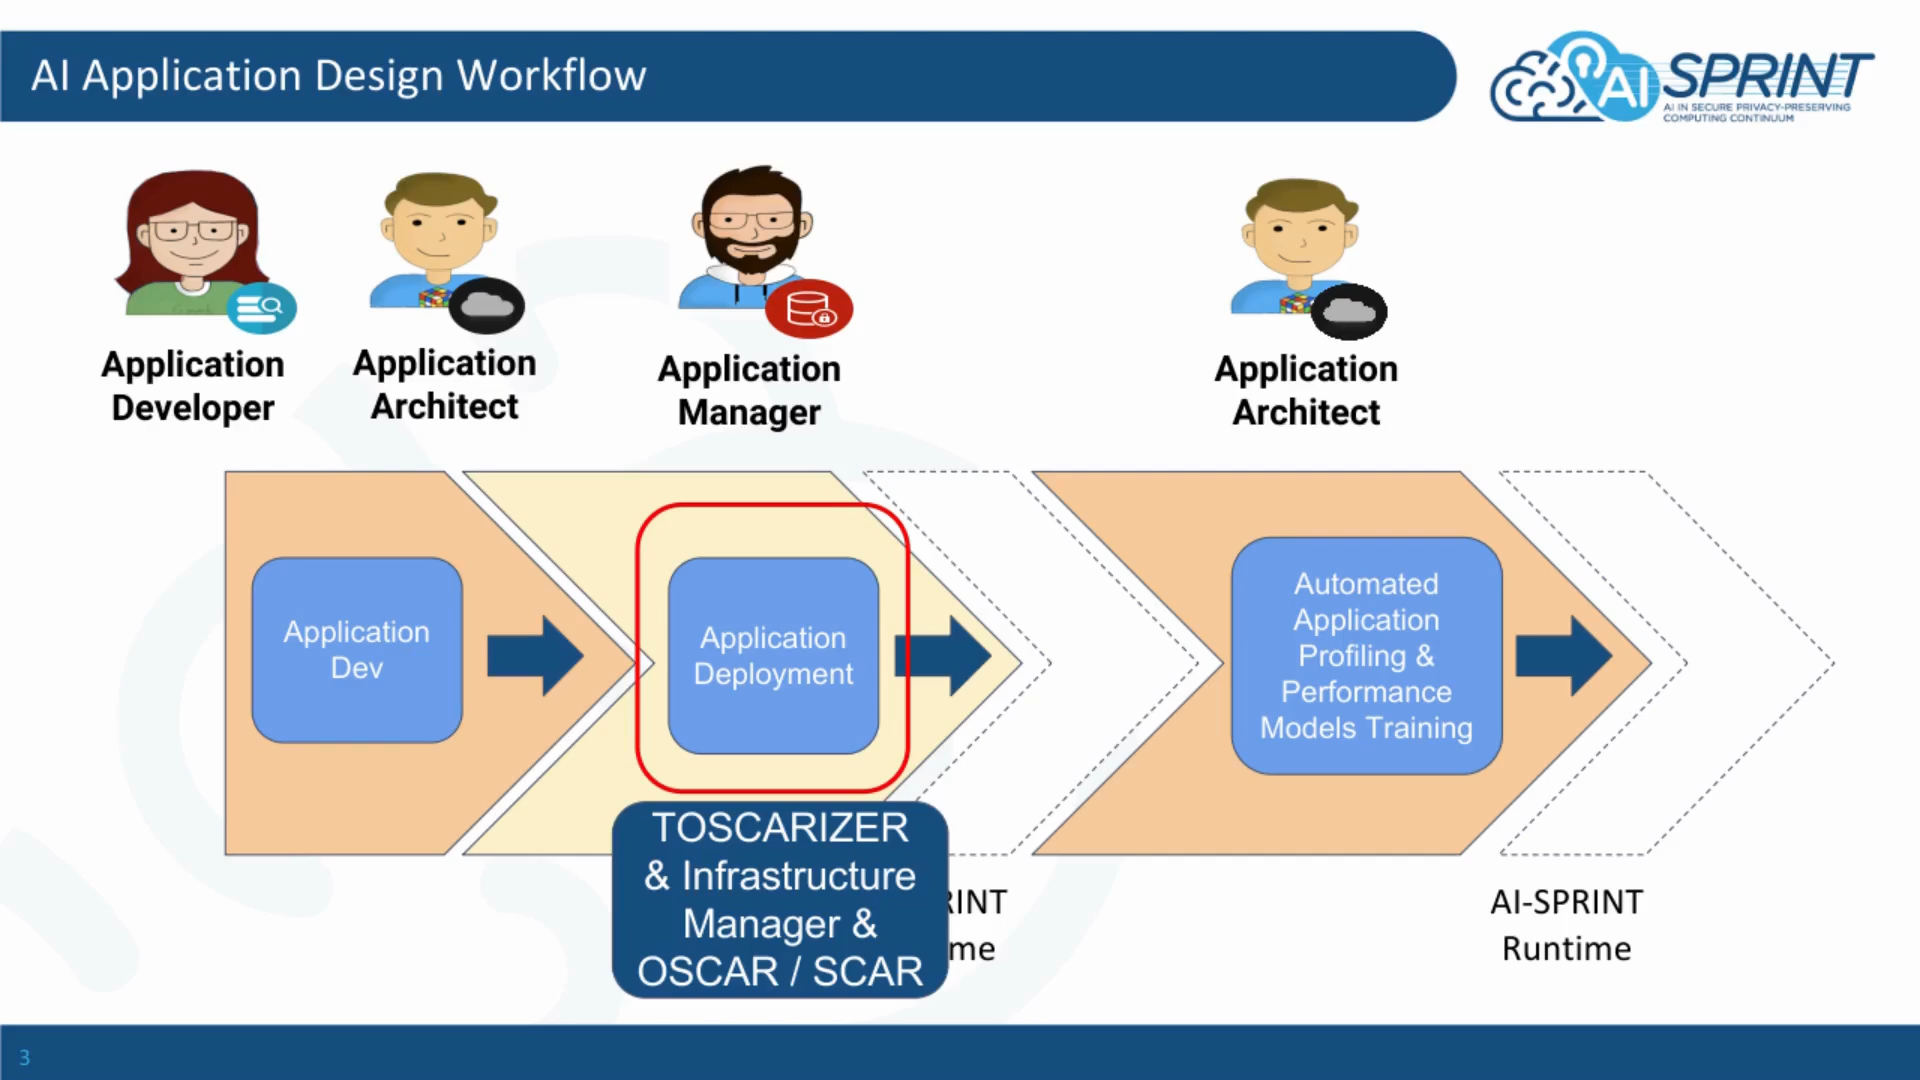 AI Application Design Workflow
AI SPRINT
AI IN SECURE PRIVACY-PRESERVING
COMPUTING CONTINUUM
Application
Developer
Application
Architect
Application
Manager
Application
Architect
Application
Dev
Application
Deployment
Automated
Application
Profiling &
Performance
Models Training
TOSCARIZER
& Infrastructure
Manager &
OSCAR / SCAR
RINT
me
AI-SPRINT
Runtime
3